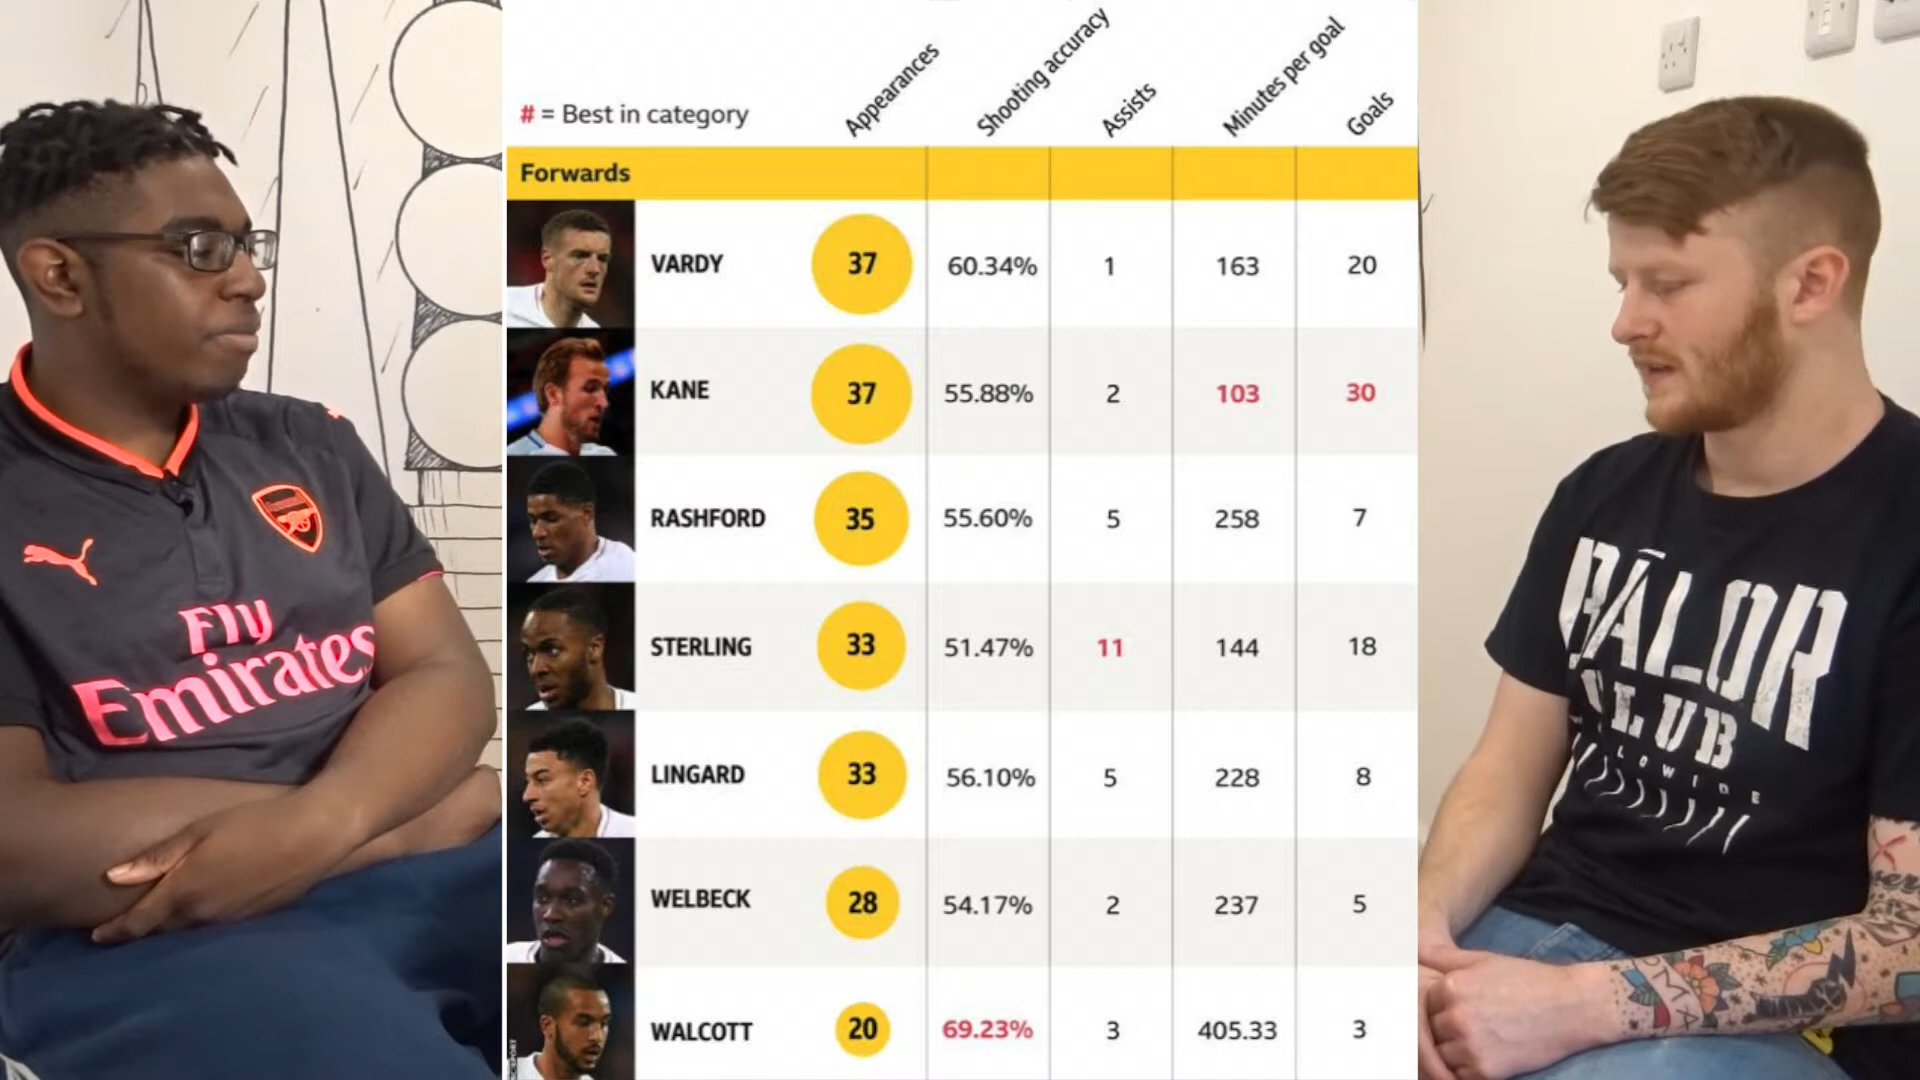 Appearances
Shooting accuracy
Assists
Minutes per goal
Goals
# = Best in category
Forwards
VARDY 37 60.34% 1 163 20
KANE 37 55.88% 2 103 30
RASHFORD 35 55.60% 5 258 7
STERLING 33 51.47% 11 144 18
LINGARD 33 56.10% 5 228 8
WELBECK 28 54.17% 2 237 5
WALCOTT 20 69.23% 3 405.33 3
Fly
Emirates
BÁLOR
CLUB